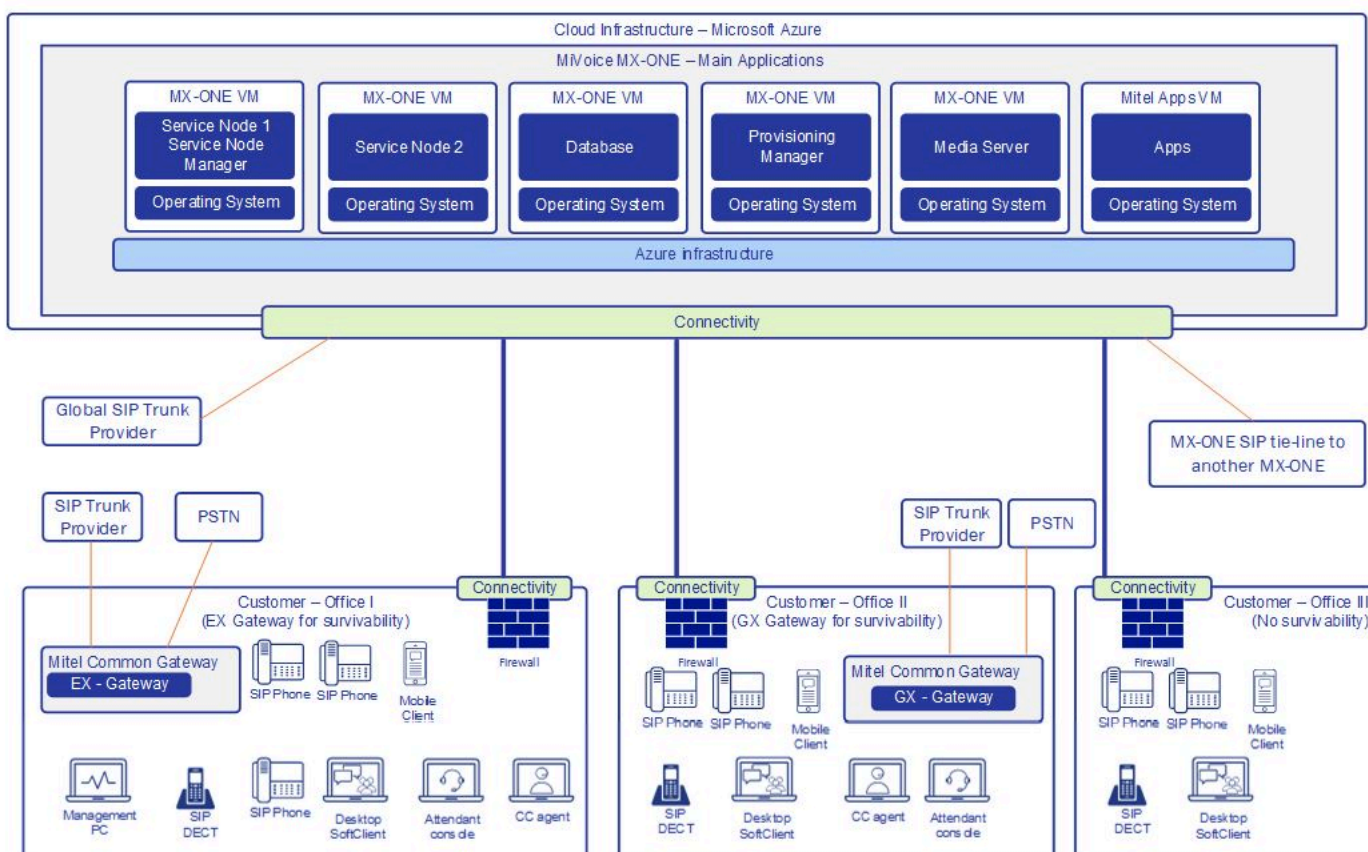 Cloud Infrastructure – Microsoft Azure
MiVoice MX-ONE – Main Applications
MX-ONE VM
Service Node 1
Service Node
Manager
Operating System
MX-ONE VM
Service Node 2
Operating System
MX-ONE VM
Database
Operating System
MX-ONE VM
Provisioning
Manager
Operating System
MX-ONE VM
Media Server
Operating System
Mitel Apps VM
Apps
Operating System
Azure infrastructure
Connectivity
Global SIP Trunk
Provider
MX-ONE SIP tie-line to
another MX-ONE
SIP Trunk
Provider
PSTN
SIP Trunk
Provider
PSTN
Connectivity
Customer – Office I
(EX Gateway for survivability)
Firewall
Mitel Common Gateway
EX - Gateway
SIP Phone
SIP Phone
Mobile
Client
Management
PC
SIP
DECT
SIP Phone
Desktop
SoftClient
Attendant
console
CC agent
Connectivity
Customer – Office II
(GX Gateway for survivability)
Firewall
Mitel Common Gateway
GX - Gateway
SIP Phone
SIP Phone
Mobile
Client
SIP
DECT
Desktop
SoftClient
CC agent
Attendant
console
Connectivity
Customer – Office III
(No survivability)
Firewall
SIP Phone
SIP Phone
Mobile
Client
SIP
DECT
Desktop
SoftClient